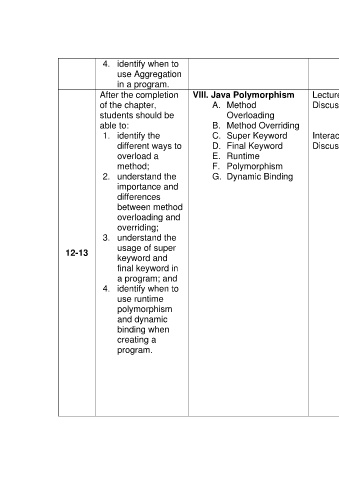 4. identify when to
use Aggregation
in a program.
12-13
After the completion
of the chapter,
students should be
able to:
1. identify the
different ways to
overload a
method;
2. understand the
importance and
differences
between method
overloading and
overriding;
3. understand the
usage of super
keyword and
final keyword in
a program; and
4. identify when to
use runtime
polymorphism
and dynamic
binding when
creating a
program.
VIII. Java Polymorphism
A. Method
Overloading
B. Method Overriding
C. Super Keyword
D. Final Keyword
E. Runtime
F. Polymorphism
G. Dynamic Binding
Lectur
Discus
Interac
Discus